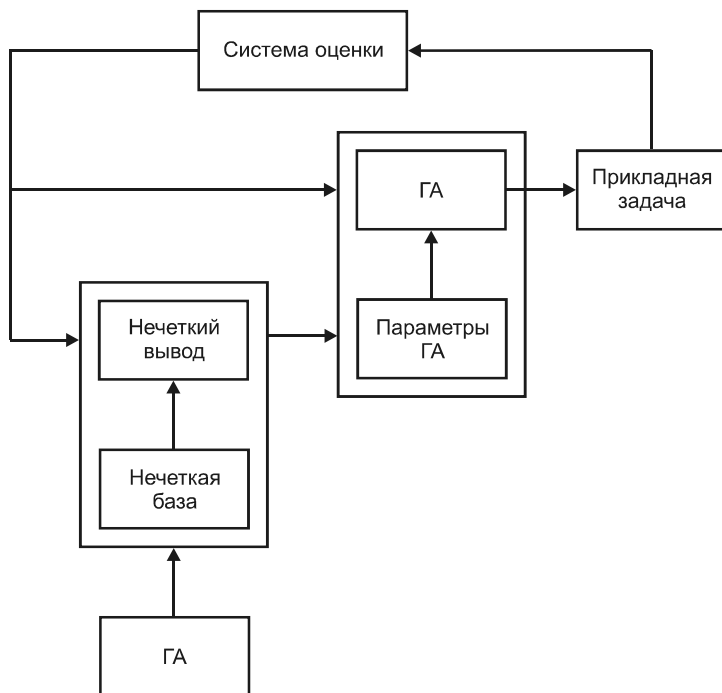 Система оценки
ГА
Прикладная
задача
Нечеткий
вывод
Параметры
ГА
Нечеткая
база
ГА